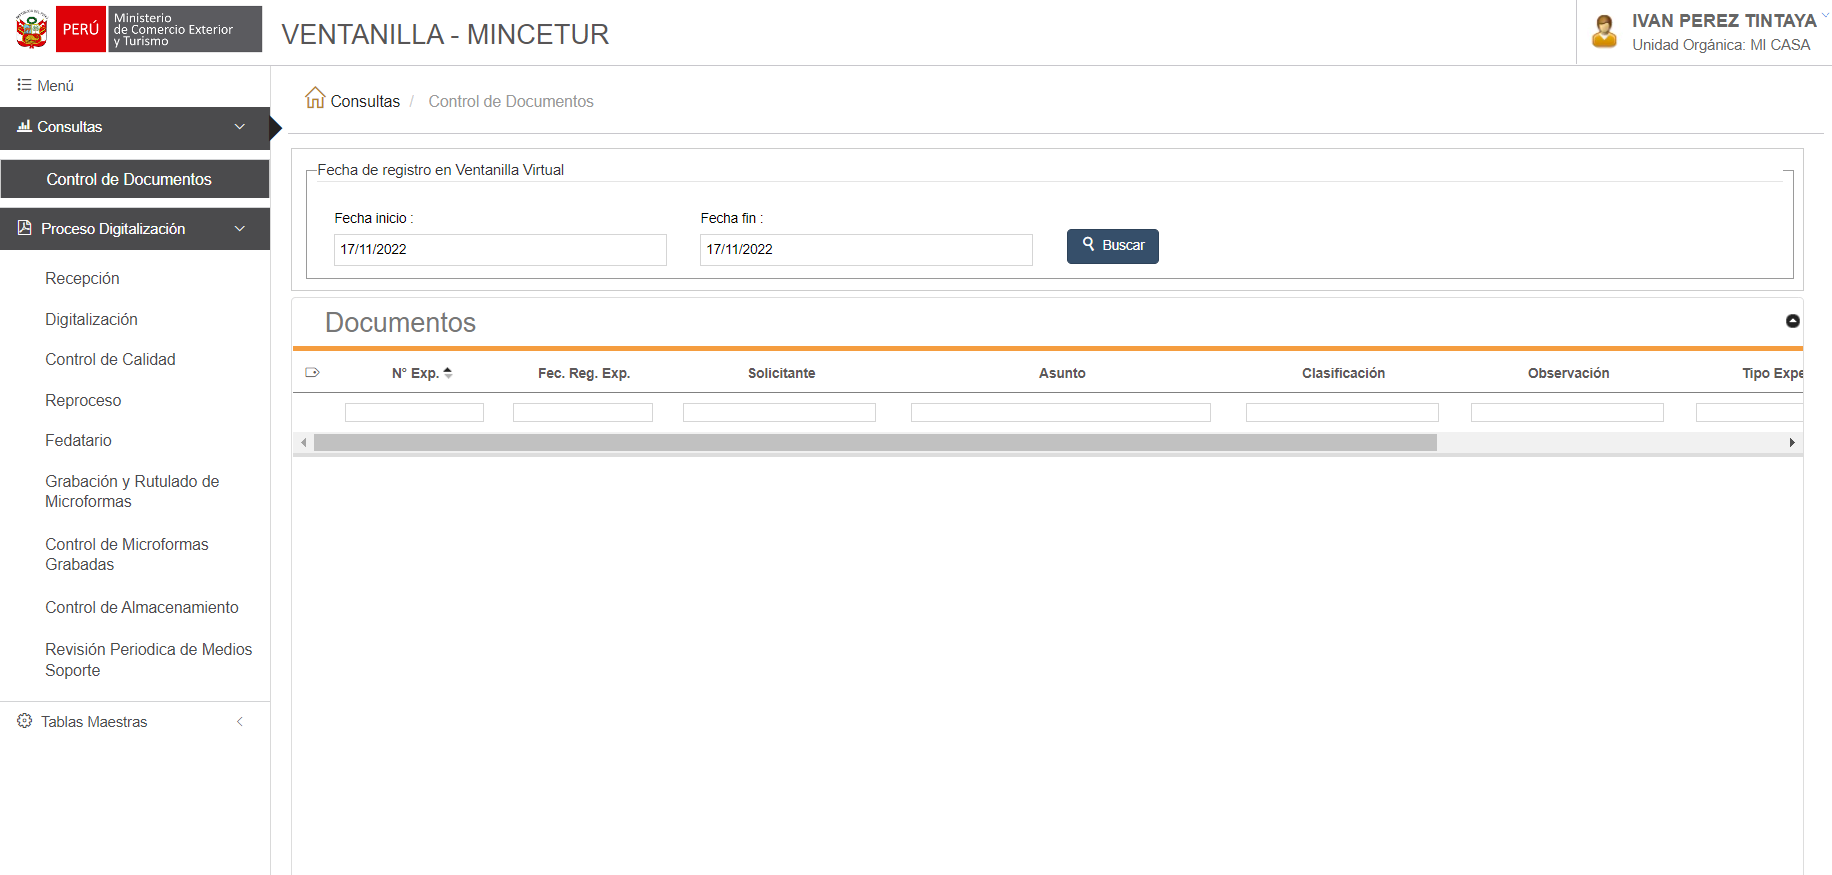 PERÚ
Ministerio
de Comercio Exterior
y Turismo
VENTANILLA - MINCETUR
IVAN PEREZ TINTAYA
Unidad Orgánica: MI CASA
Menú
Consultas
Control de Documentos
Proceso Digitalización
Recepción
Digitalización
Control de Calidad
Reproceso
Fedatario
Grabación y Rutulado de
Microformas
Control de Microformas
Grabadas
Control de Almacenamiento
Revisión Periodica de Medios
Soporte
Tablas Maestras
Consultas / Control de Documentos
Fecha de registro en Ventanilla Virtual
Fecha inicio : Fecha fin :
17/11/2022 17/11/2022 Buscar
Documentos
N° Exp. Fec. Reg. Exp. Solicitante Asunto Clasificación Observación Tipo Expe